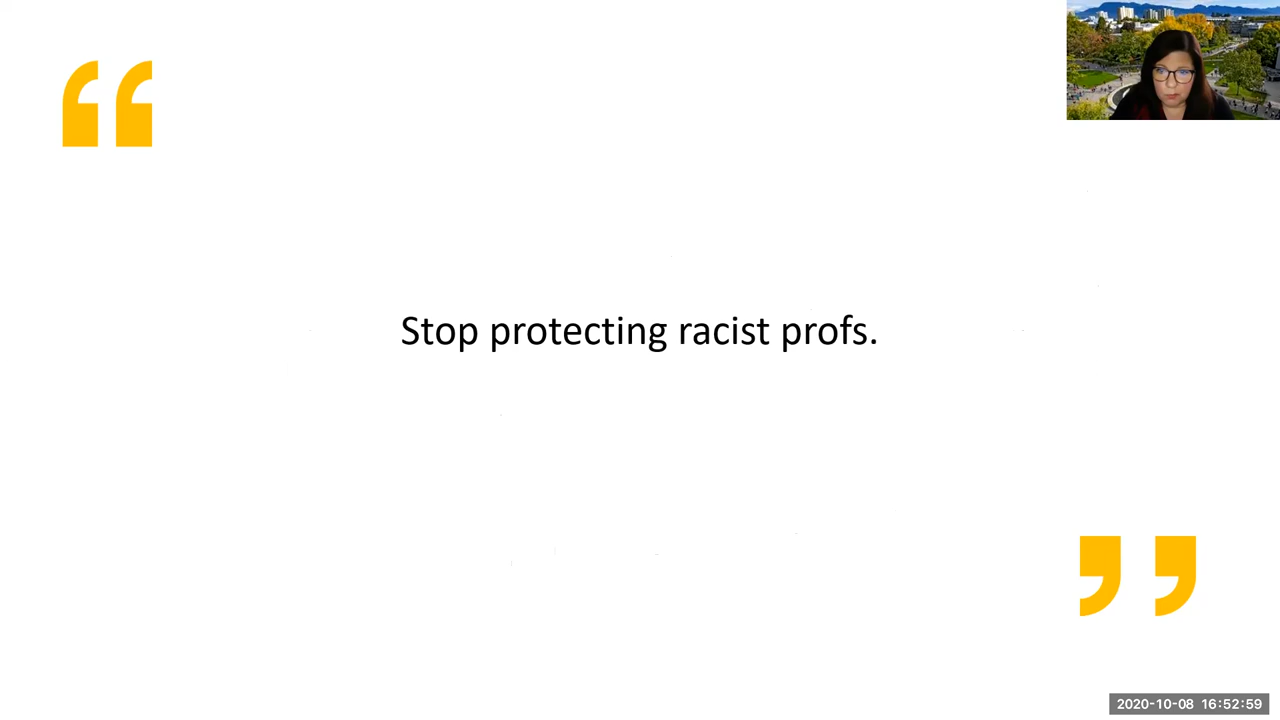 “
Stop protecting racist profs.
”
2020-10-08 16:52:59